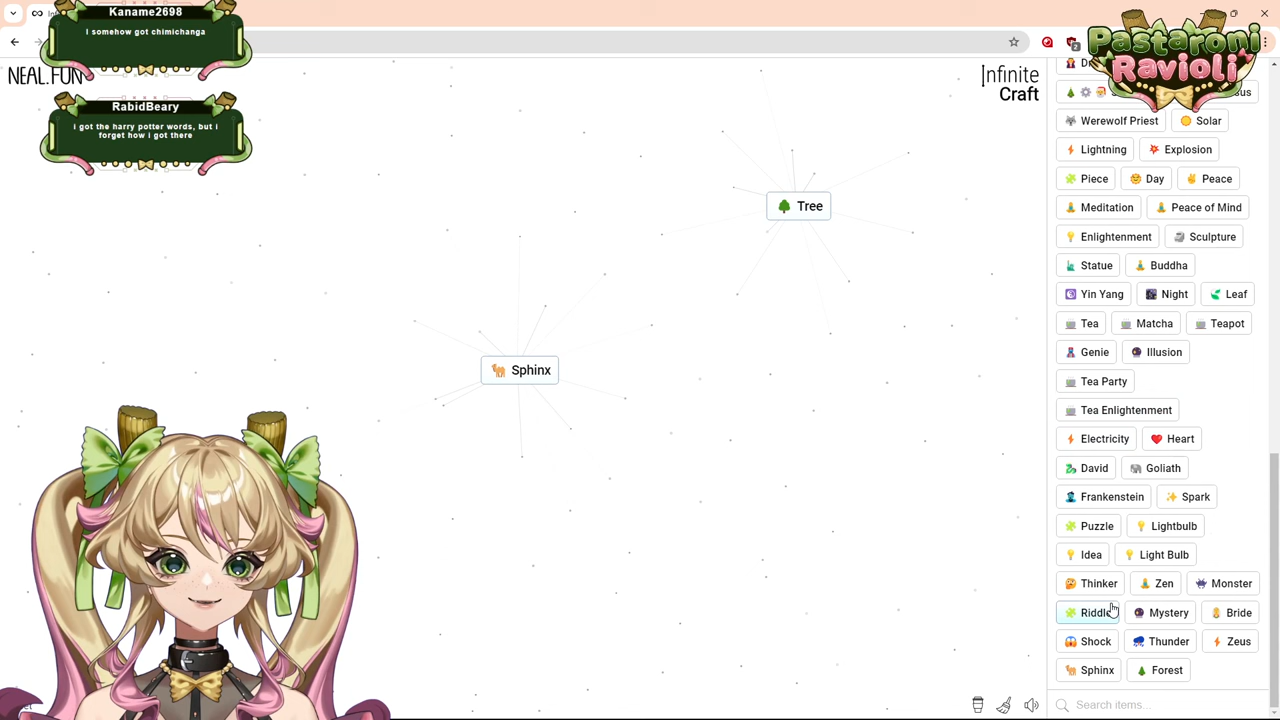 Kaname2698
i somehow got chimichanga
RabidBeary
i got the harry potter words, but i
forget how i got there
NEAL.FUN
Infinite
Craft
Pastaroni
Ravioli
2
Tree
Sphinx
Werewolf Priest Solar
Lightning Explosion
Piece Day Peace
Meditation Peace of Mind
Enlightenment Sculpture
Statue Buddha
Yin Yang Night Leaf
Tea Matcha Teapot
Genie Illusion
Tea Party
Tea Enlightenment
Electricity Heart
David Goliath
Frankenstein Spark
Puzzle Lightbulb
Idea Light Bulb
Thinker Zen Monster
Riddle Mystery Bride
Shock Thunder Zeus
Sphinx Forest
Search items...